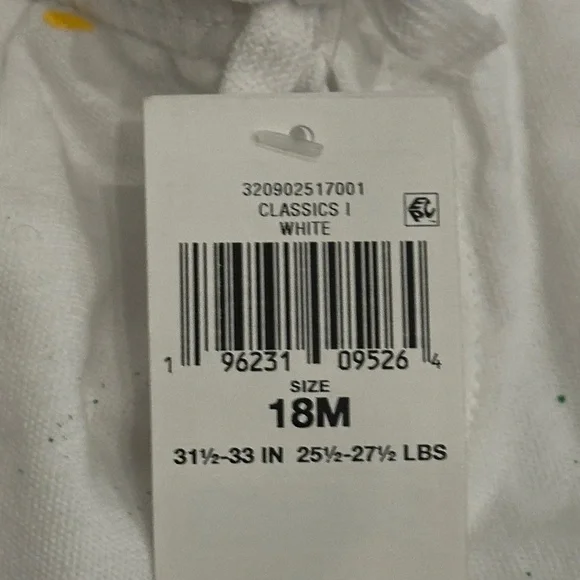 320902517001
CLASSICS I
WHITE
1 96231 09526 4
SIZE
18M
31½-33 IN 25½-27½ LBS